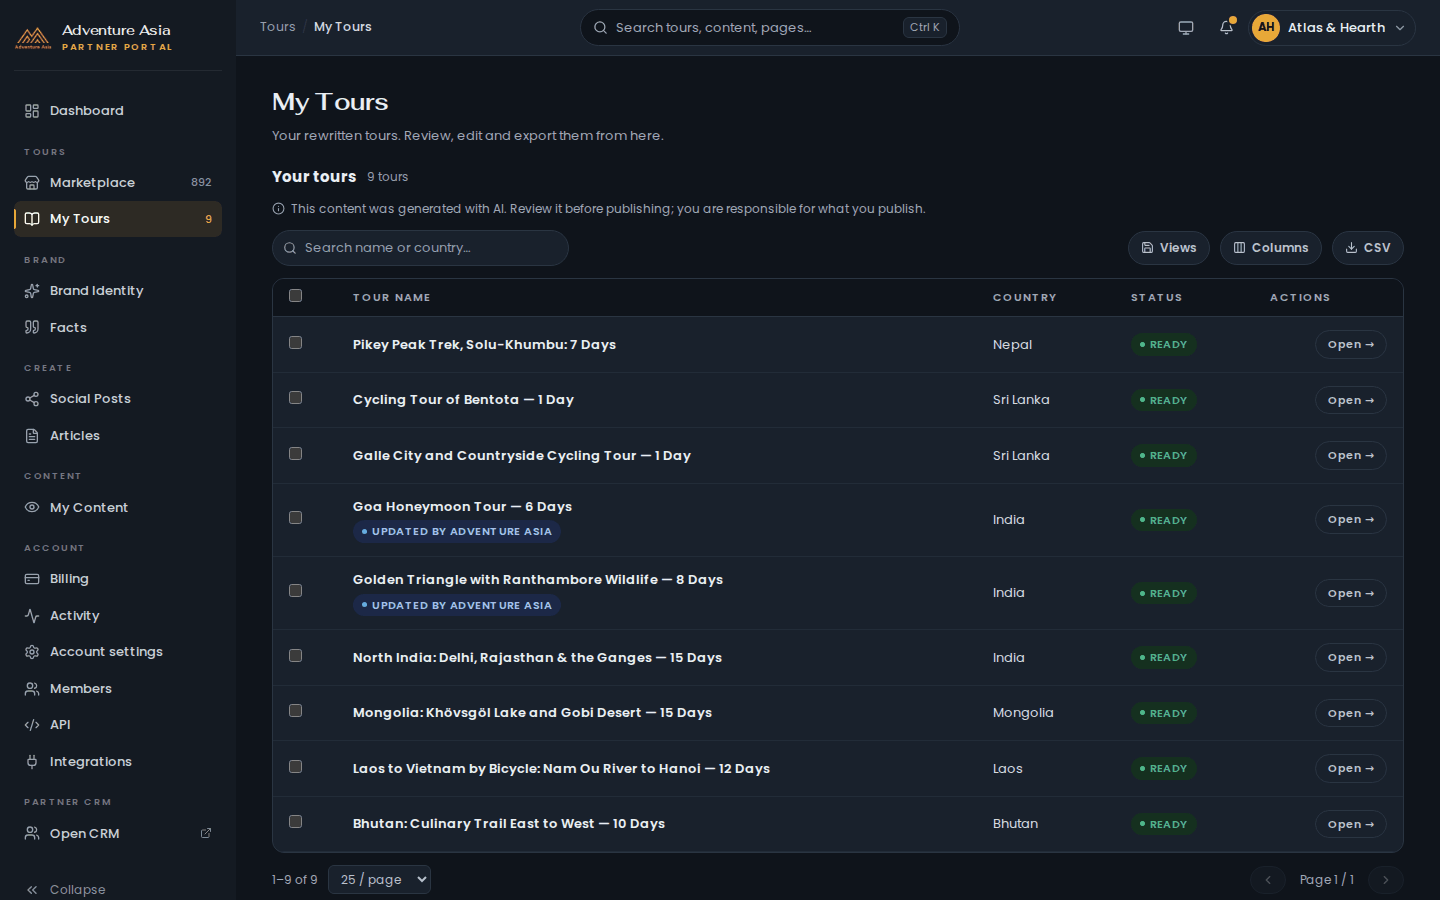 Adventure Asia
Adventure Asia
PARTNER PORTAL
Dashboard
TOURS
Marketplace 892
My Tours 9
BRAND
Brand Identity
Facts
CREATE
Social Posts
Articles
CONTENT
My Content
ACCOUNT
Billing
Activity
Account settings
Members
API
Integrations
PARTNER CRM
Open CRM
Collapse
Tours / My Tours
Search tours, content, pages... Ctrl K
AH Atlas & Hearth
My Tours
Your rewritten tours. Review, edit and export them from here.
Your tours 9 tours
This content was generated with AI. Review it before publishing; you are responsible for what you publish.
Search name or country...
Views Columns CSV
TOUR NAME COUNTRY STATUS ACTIONS
Pikey Peak Trek, Solu-Khumbu: 7 Days Nepal READY Open →
Cycling Tour of Bentota — 1 Day Sri Lanka READY Open →
Galle City and Countryside Cycling Tour — 1 Day Sri Lanka READY Open →
Goa Honeymoon Tour — 6 Days India READY Open →
UPDATED BY ADVENTURE ASIA
Golden Triangle with Ranthambore Wildlife — 8 Days India READY Open →
UPDATED BY ADVENTURE ASIA
North India: Delhi, Rajasthan & the Ganges — 15 Days India READY Open →
Mongolia: Khövsgöl Lake and Gobi Desert — 15 Days Mongolia READY Open →
Laos to Vietnam by Bicycle: Nam Ou River to Hanoi — 12 Days Laos READY Open →
Bhutan: Culinary Trail East to West — 10 Days Bhutan READY Open →
1–9 of 9 25 / page Page 1 / 1